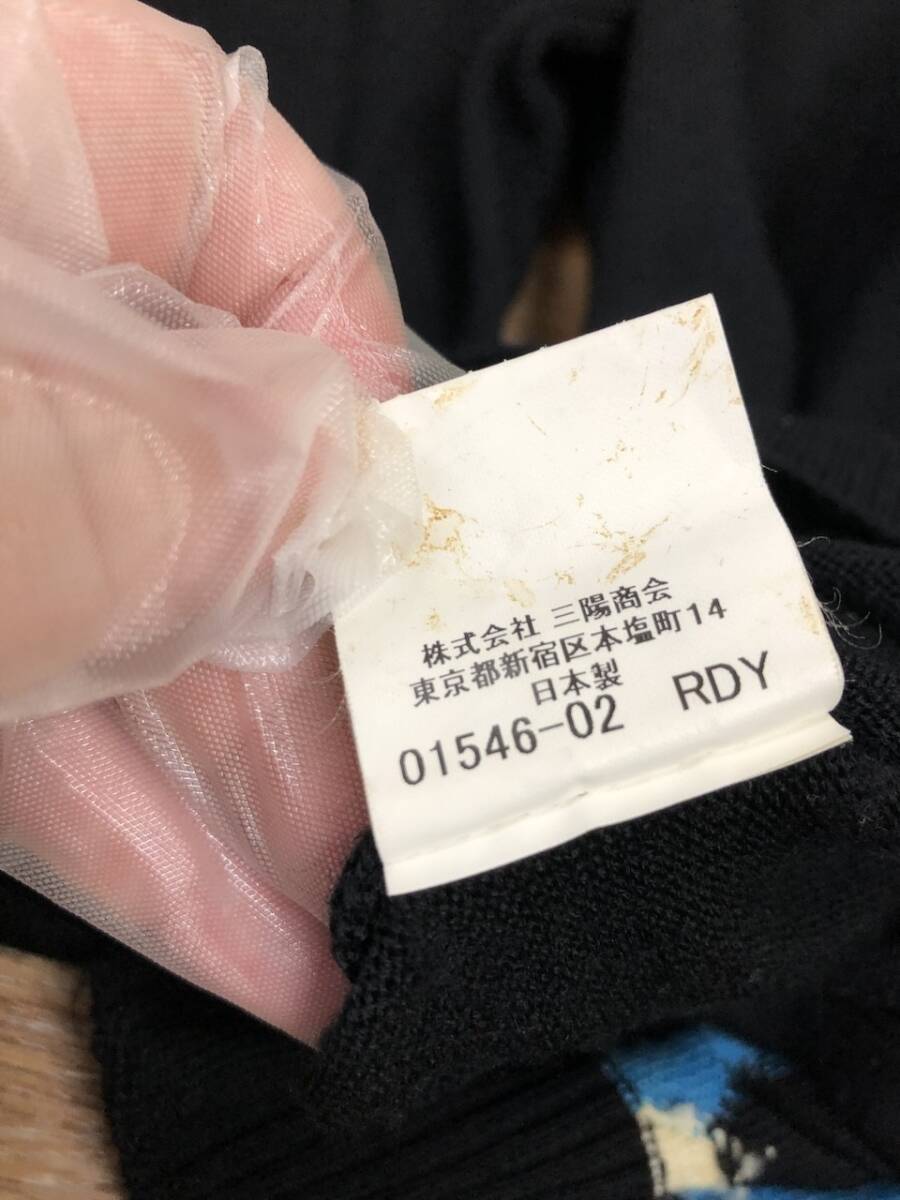 株式会社 三陽商会
東京都新宿区本塩町14
日本製
01546-02 RDY